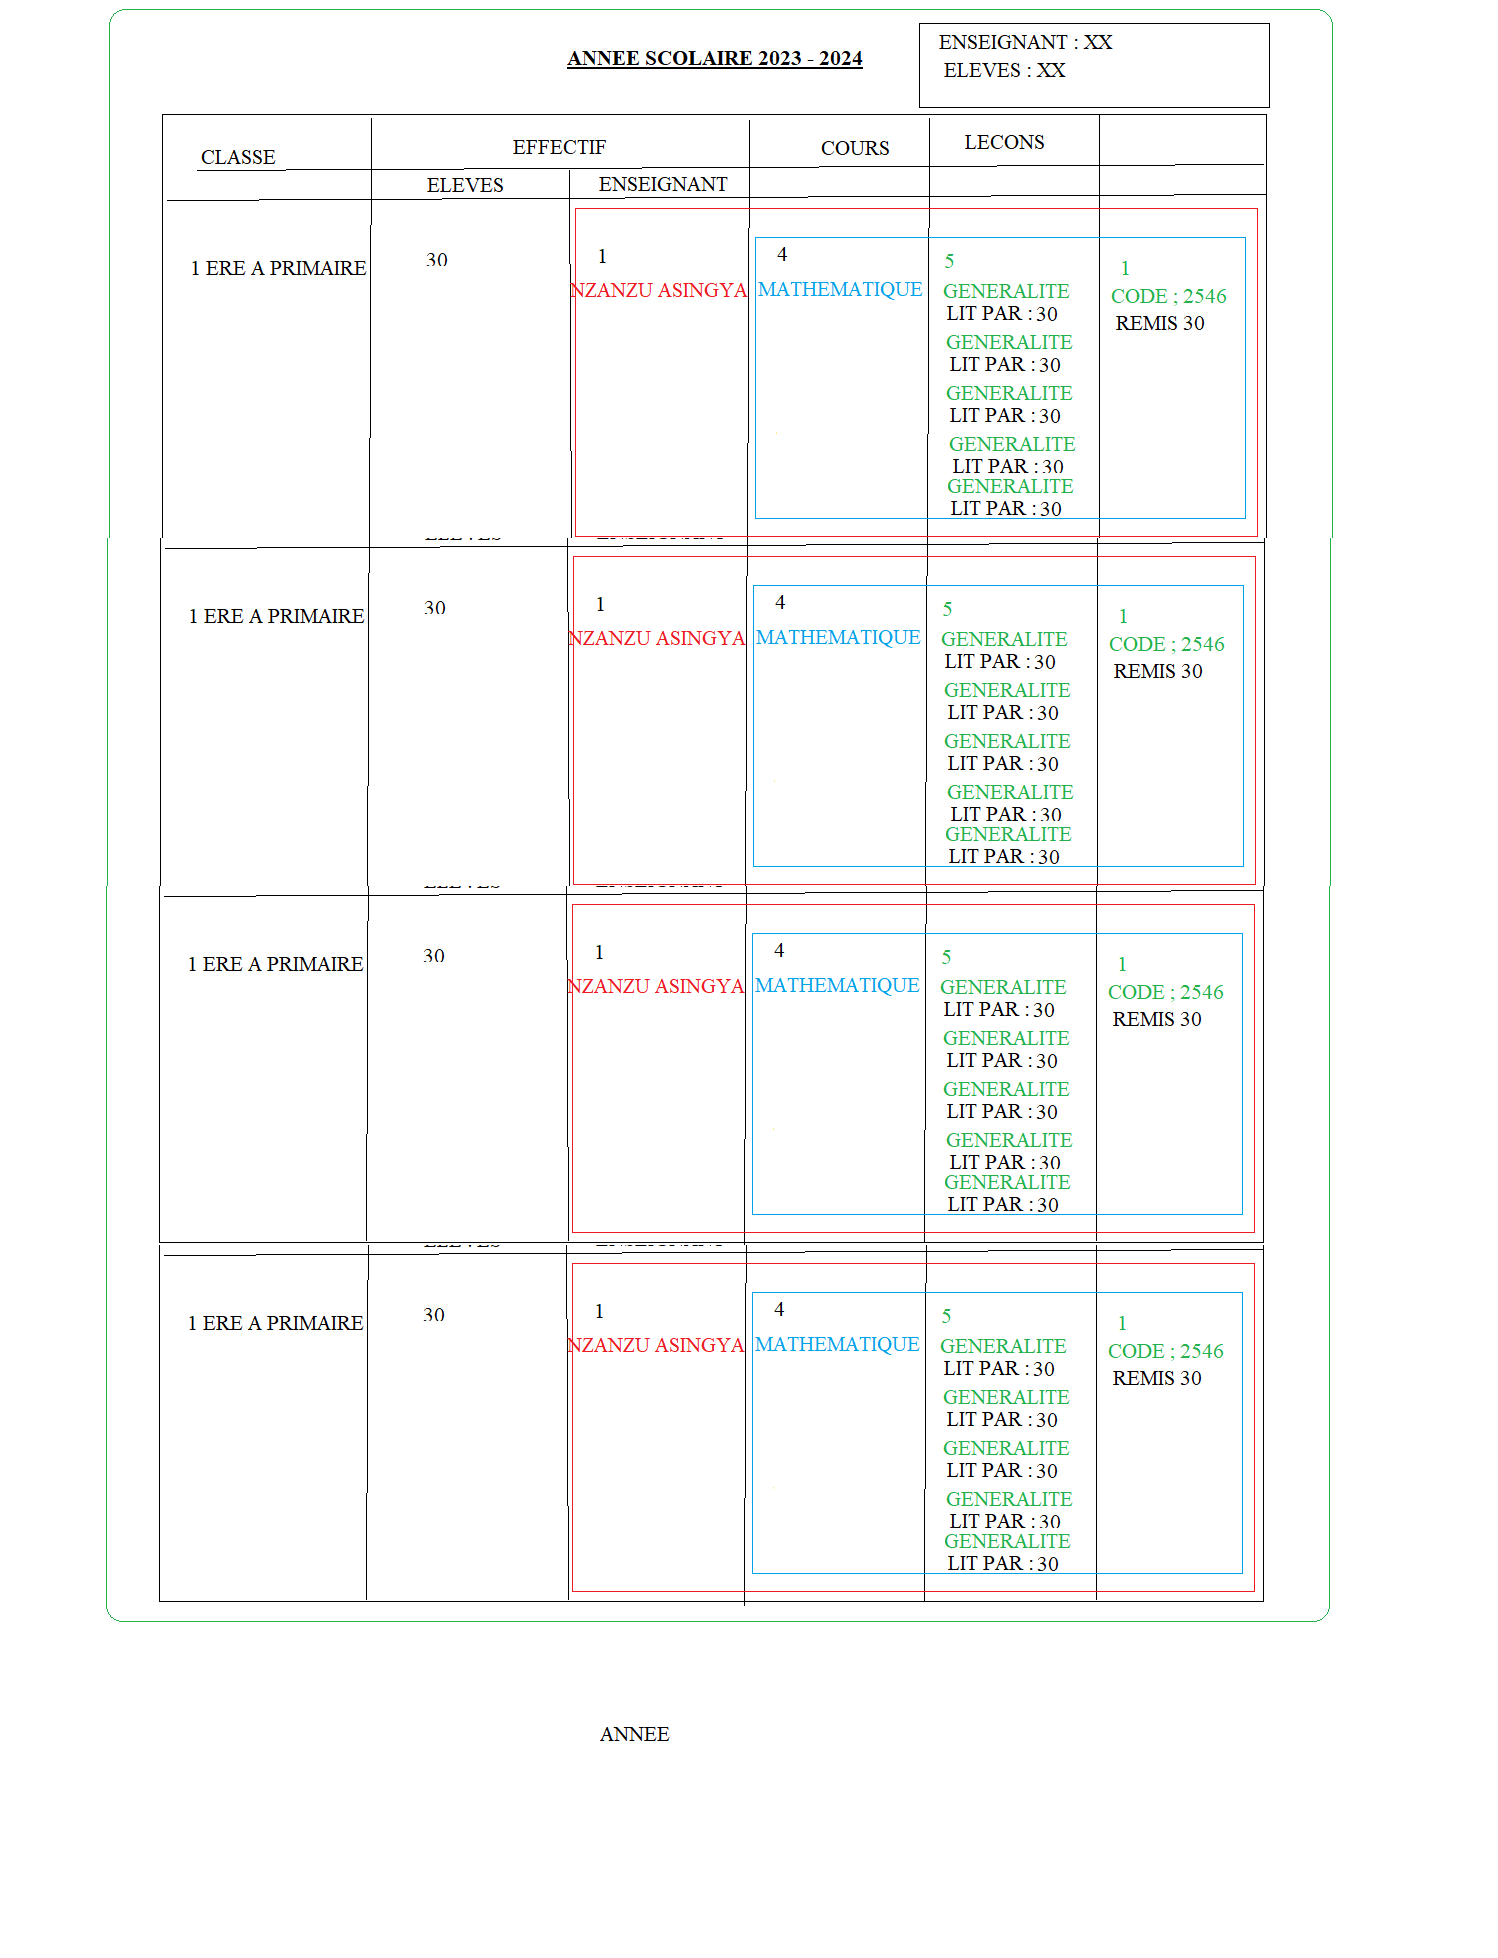 ANNEE SCOLAIRE 2023 - 2024
ENSEIGNANT : XX
ELEVES : XX
CLASSE
EFFECTIF
COURS
LECONS
ELEVES
ENSEIGNANT
1 ERE A PRIMAIRE
30
1
NZANZU ASINGYA
4
MATHEMATIQUE
5
GENERALITE
LIT PAR : 30
GENERALITE
LIT PAR : 30
GENERALITE
LIT PAR : 30
GENERALITE
LIT PAR : 30
GENERALITE
LIT PAR : 30
1
CODE ; 2546
REMIS 30
1 ERE A PRIMAIRE
30
1
NZANZU ASINGYA
4
MATHEMATIQUE
5
GENERALITE
LIT PAR : 30
GENERALITE
LIT PAR : 30
GENERALITE
LIT PAR : 30
GENERALITE
LIT PAR : 30
GENERALITE
LIT PAR : 30
1
CODE ; 2546
REMIS 30
1 ERE A PRIMAIRE
30
1
NZANZU ASINGYA
4
MATHEMATIQUE
5
GENERALITE
LIT PAR : 30
GENERALITE
LIT PAR : 30
GENERALITE
LIT PAR : 30
GENERALITE
LIT PAR : 30
GENERALITE
LIT PAR : 30
1
CODE ; 2546
REMIS 30
1 ERE A PRIMAIRE
30
1
NZANZU ASINGYA
4
MATHEMATIQUE
5
GENERALITE
LIT PAR : 30
GENERALITE
LIT PAR : 30
GENERALITE
LIT PAR : 30
GENERALITE
LIT PAR : 30
GENERALITE
LIT PAR : 30
1
CODE ; 2546
REMIS 30
ANNEE